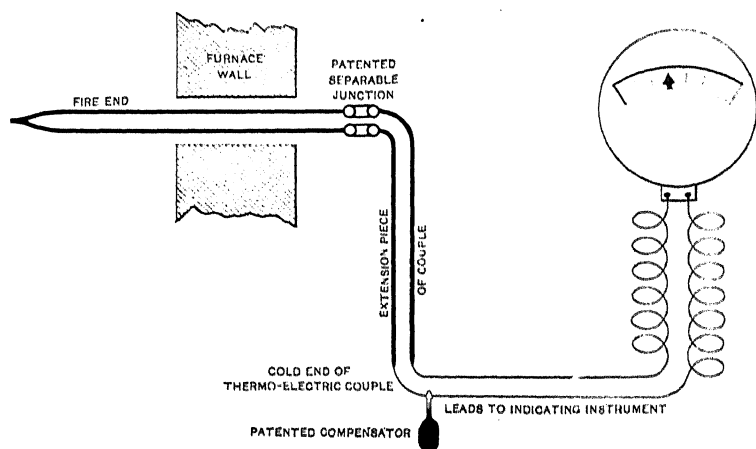 FURNACE
WALL
PATENTED
SEPARABLE
JUNCTION
FIRE END
EXTENSION PIECE
OF COUPLE
COLD END OF
THERMO-ELECTRIC COUPLE
LEADS TO INDICATING INSTRUMENT
PATENTED COMPENSATOR